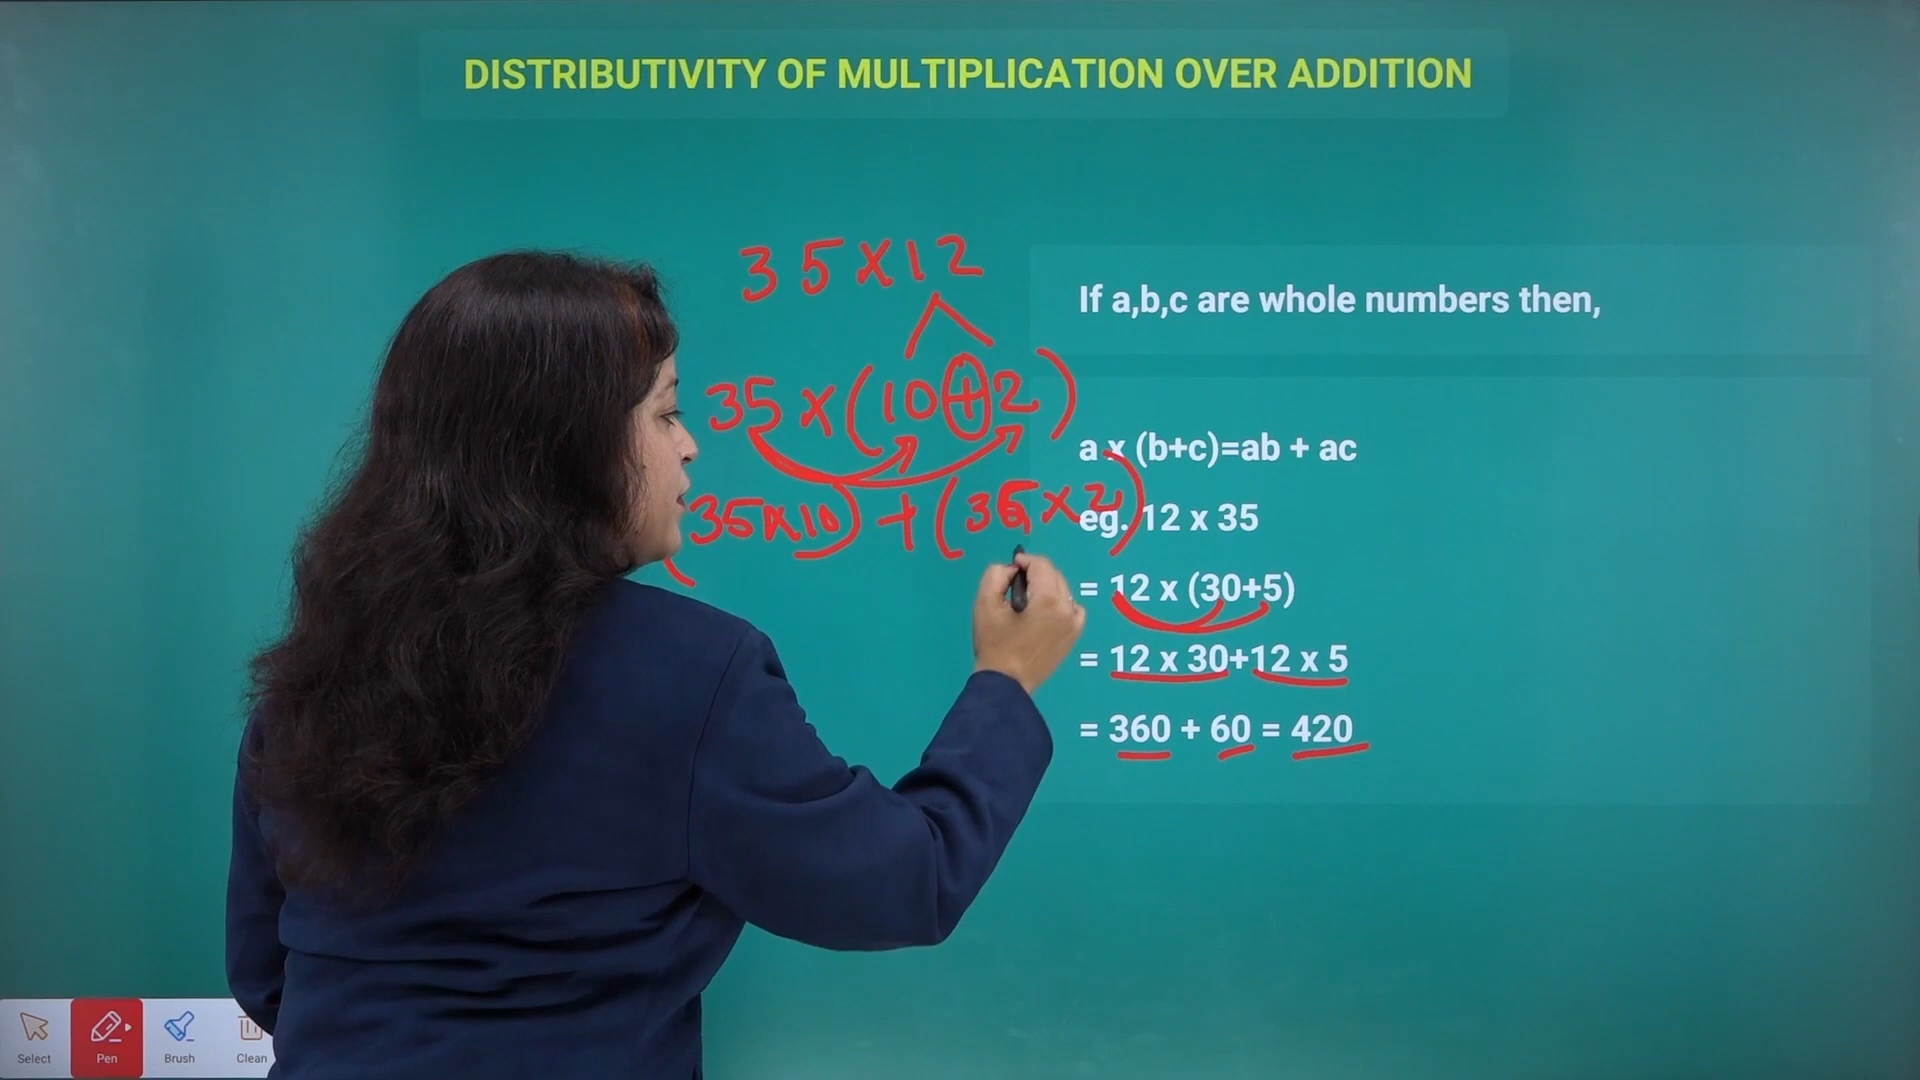 DISTRIBUTIVITY OF MULTIPLICATION OVER ADDITION
35x12
35x(10+2)
(35x10)+(35x2)
If a,b,c are whole numbers then,
a x (b+c)=ab + ac
eg. 12 x 35
= 12 x (30+5)
= 12 x 30+12 x 5
= 360 + 60 = 420
Select
Pen
Brush
Clean